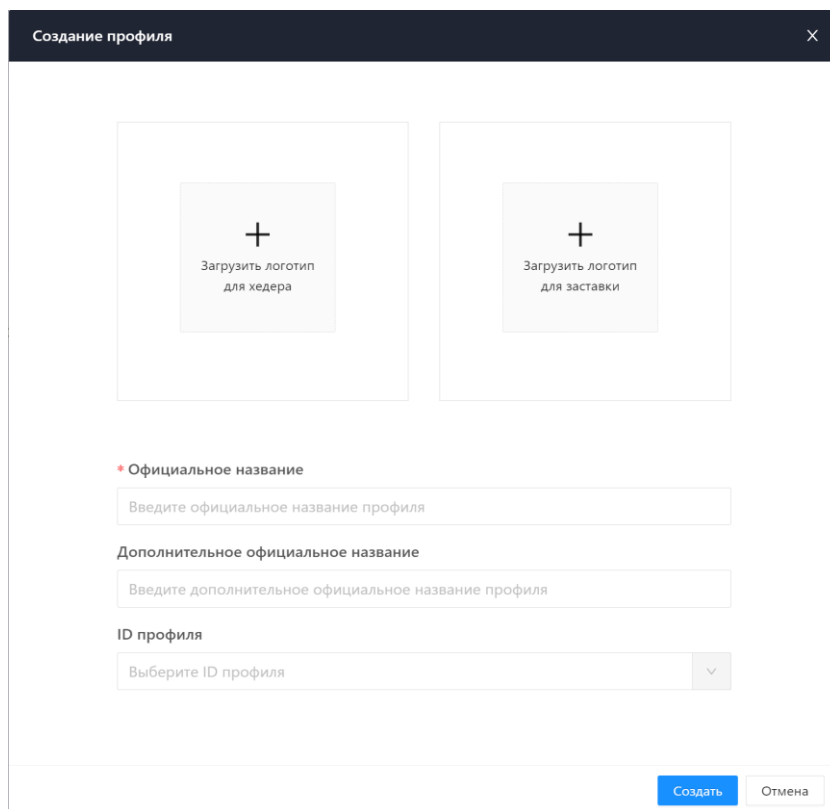 Создание профиля
Загрузить логотип
для хедера
Загрузить логотип
для заставки
* Официальное название
Введите официальное название профиля
Дополнительное официальное название
Введите дополнительное официальное название профиля
ID профиля
Выберите ID профиля
Создать Отмена